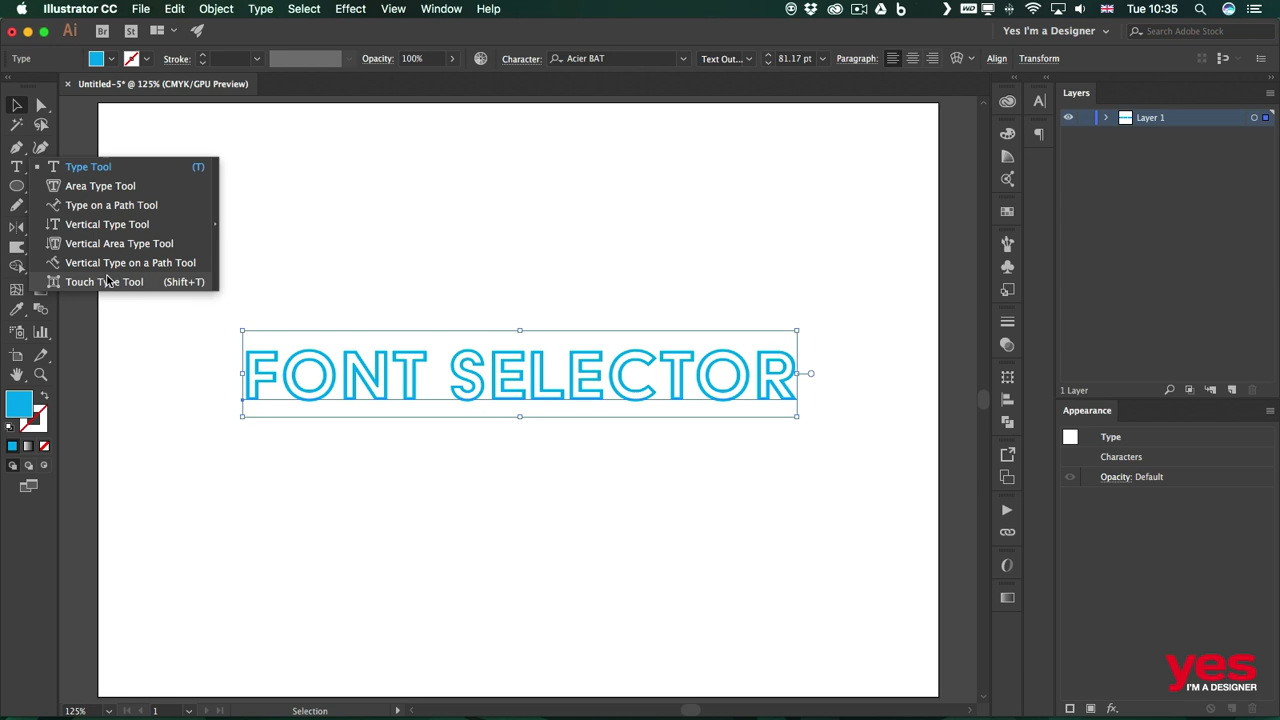 Illustrator CC File Edit Object Type Select Effect View Window Help Tue 10:35
Ai Br St Yes I'm a Designer Search Adobe Stock
Type Stroke: Opacity: 100% Character: Acier BAT Text Out... 81.17 pt Paragraph: Align Transform
× Untitled-5* @ 125% (CMYK/GPU Preview)
Layers
Layer 1
Type Tool (T)
Area Type Tool
Type on a Path Tool
Vertical Type Tool
Vertical Area Type Tool
Vertical Type on a Path Tool
Touch Type Tool (Shift+T)
FONT SELECTOR
1 Layer
Appearance
Type
Characters
Opacity: Default
yes
I'M A DESIGNER
125% 1 Selection
fx